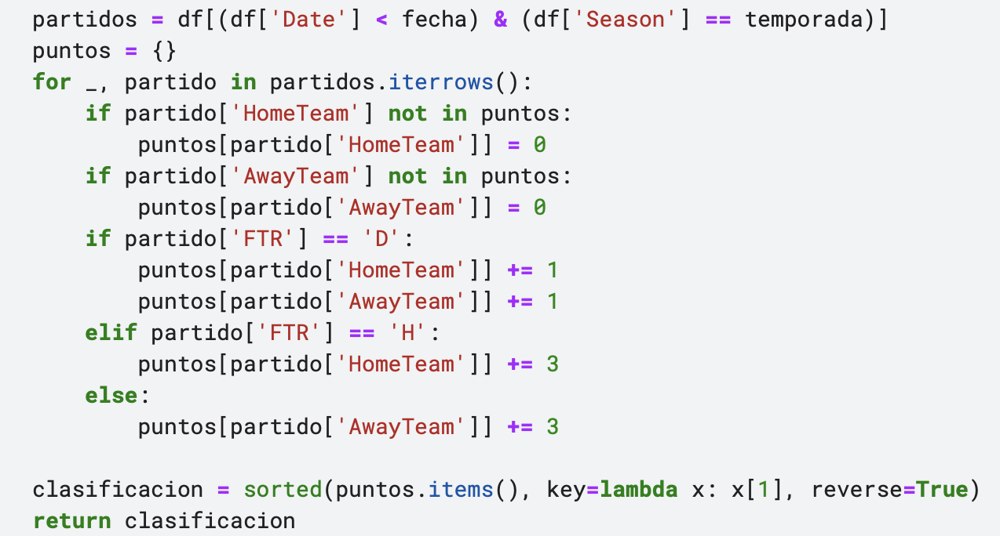 partidos = df[(df['Date'] < fecha) & (df['Season'] == temporada)]
puntos = {}
for _, partido in partidos.iterrows():
    if partido['HomeTeam'] not in puntos:
        puntos[partido['HomeTeam']] = 0
    if partido['AwayTeam'] not in puntos:
        puntos[partido['AwayTeam']] = 0
    if partido['FTR'] == 'D':
        puntos[partido['HomeTeam']] += 1
        puntos[partido['AwayTeam']] += 1
    elif partido['FTR'] == 'H':
        puntos[partido['HomeTeam']] += 3
    else:
        puntos[partido['AwayTeam']] += 3

clasificacion = sorted(puntos.items(), key=lambda x: x[1], reverse=True)
return clasificacion